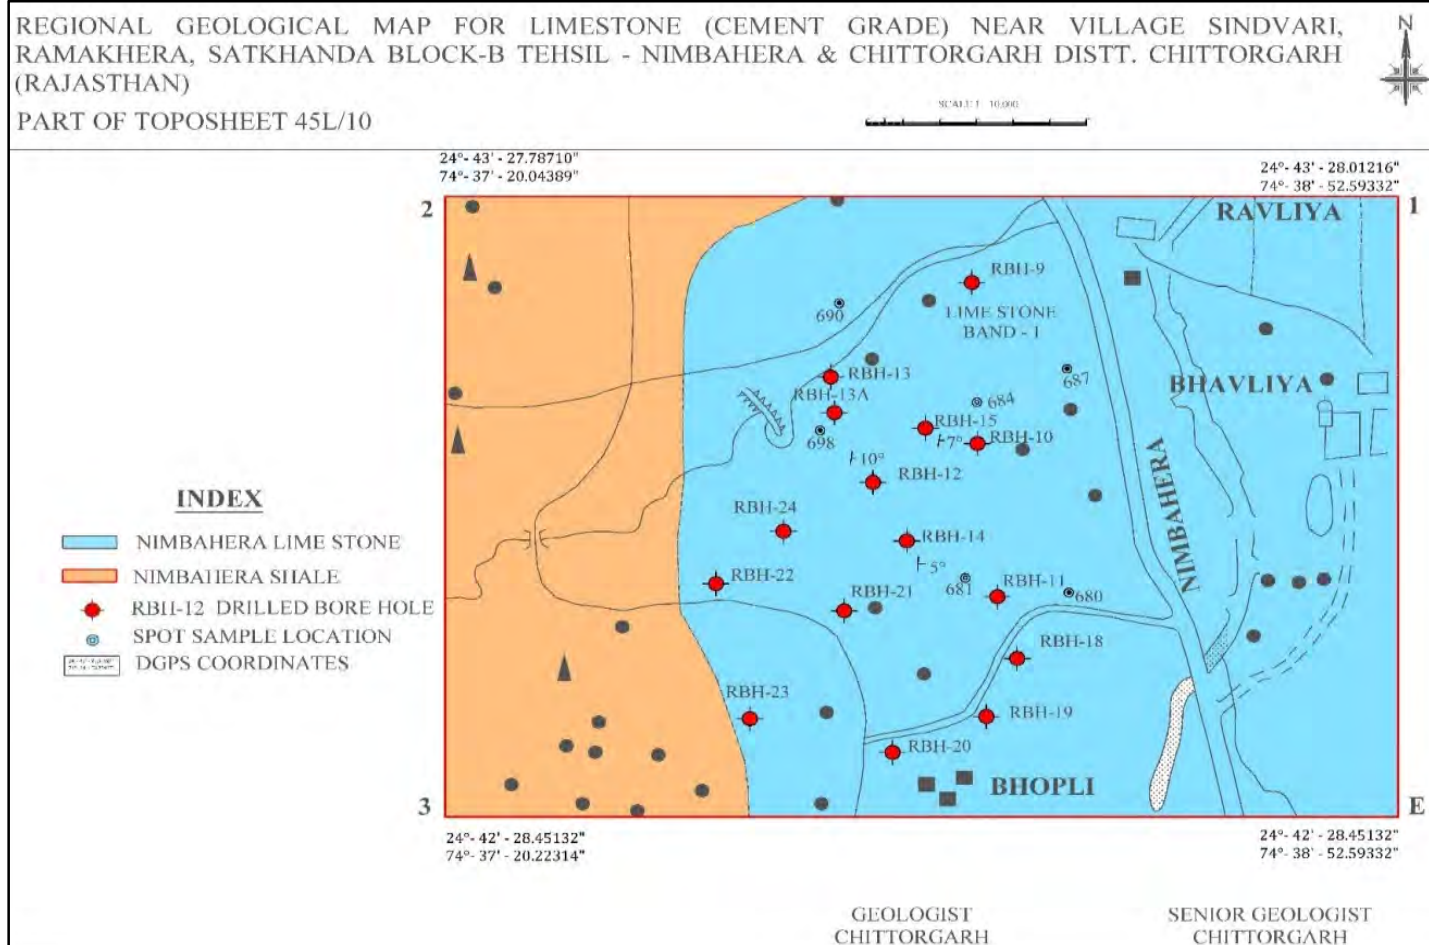 REGIONAL GEOLOGICAL MAP FOR LIMESTONE (CEMENT GRADE) NEAR VILLAGE SINDVARI,
RAMAKHERA, SATKHANDA BLOCK-B TEHSIL - NIMBAHERA & CHITTORGARH DISTT. CHITTORGARH
(RAJASTHAN)
N
PART OF TOPOSHEET 45L/10
24°- 43' - 27.78710"
74°- 37' - 20.04389"
24°- 43' - 28.01216"
74°- 38' - 52.59332"
2
1
RAVLIYA
RBH-9
690
LIME STONE
BAND - 1
RBH-13
687
BHAVLIYA
RBH-13A
684
RBH-15
698
7°
RBH-10
10°
RBH-12
NIMBAHERA
RBH-24
RBH-14
5°
RBH-22
RBH-11
681
680
RBH-21
RBH-18
RBH-23
RBH-19
RBH-20
BHOPLI
INDEX
NIMBAHERA LIME STONE
NIMBAHERA SHALE
RBH-12 DRILLED BORE HOLE
SPOT SAMPLE LOCATION
DGPS COORDINATES
3
E
24°- 42' - 28.45132"
74°- 37' - 20.22314"
24°- 42' - 28.45132"
74°- 38' - 52.59332"
GEOLOGIST
CHITTORGARH
SENIOR GEOLOGIST
CHITTORGARH